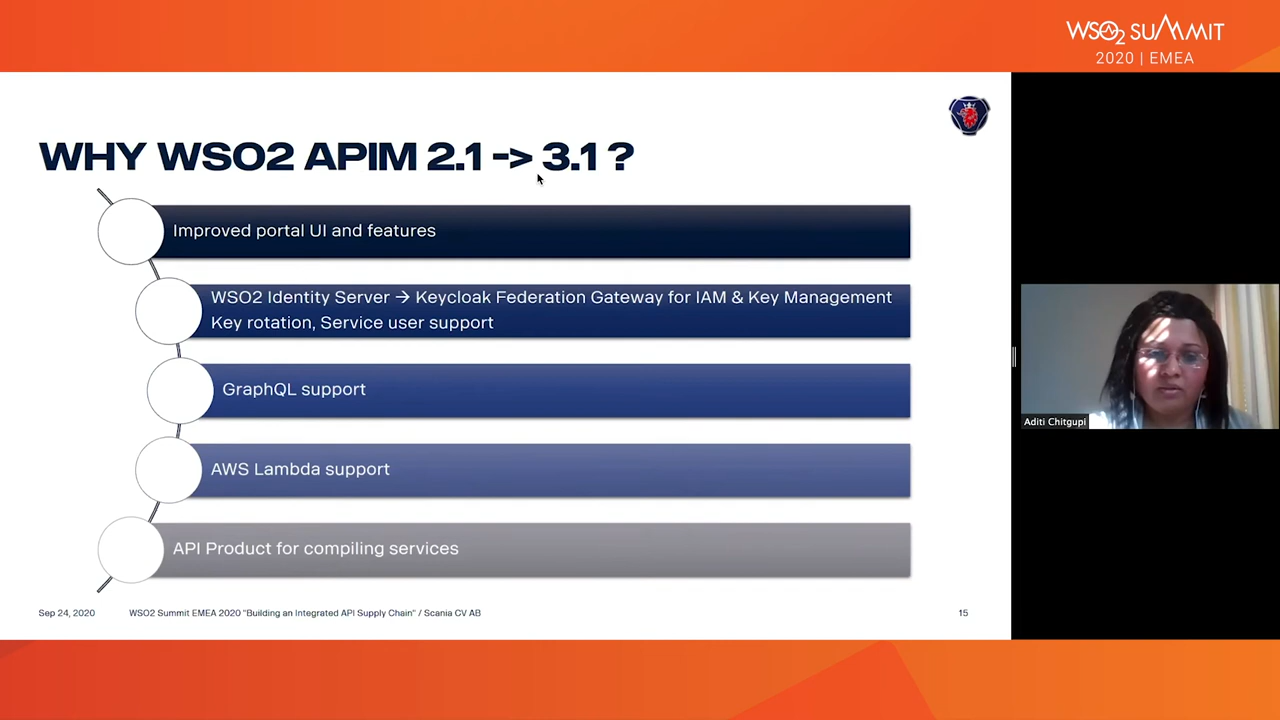 WSO2 SUMMIT
2020 | EMEA
WHY WSO2 APIM 2.1 -> 3.1 ?
Improved portal UI and features
WSO2 Identity Server → Keycloak Federation Gateway for IAM & Key Management
Key rotation, Service user support
GraphQL support
AWS Lambda support
API Product for compiling services
Aditi Chitgupi
Sep 24, 2020
WSO2 Summit EMEA 2020 "Building an Integrated API Supply Chain" / Scania CV AB
15